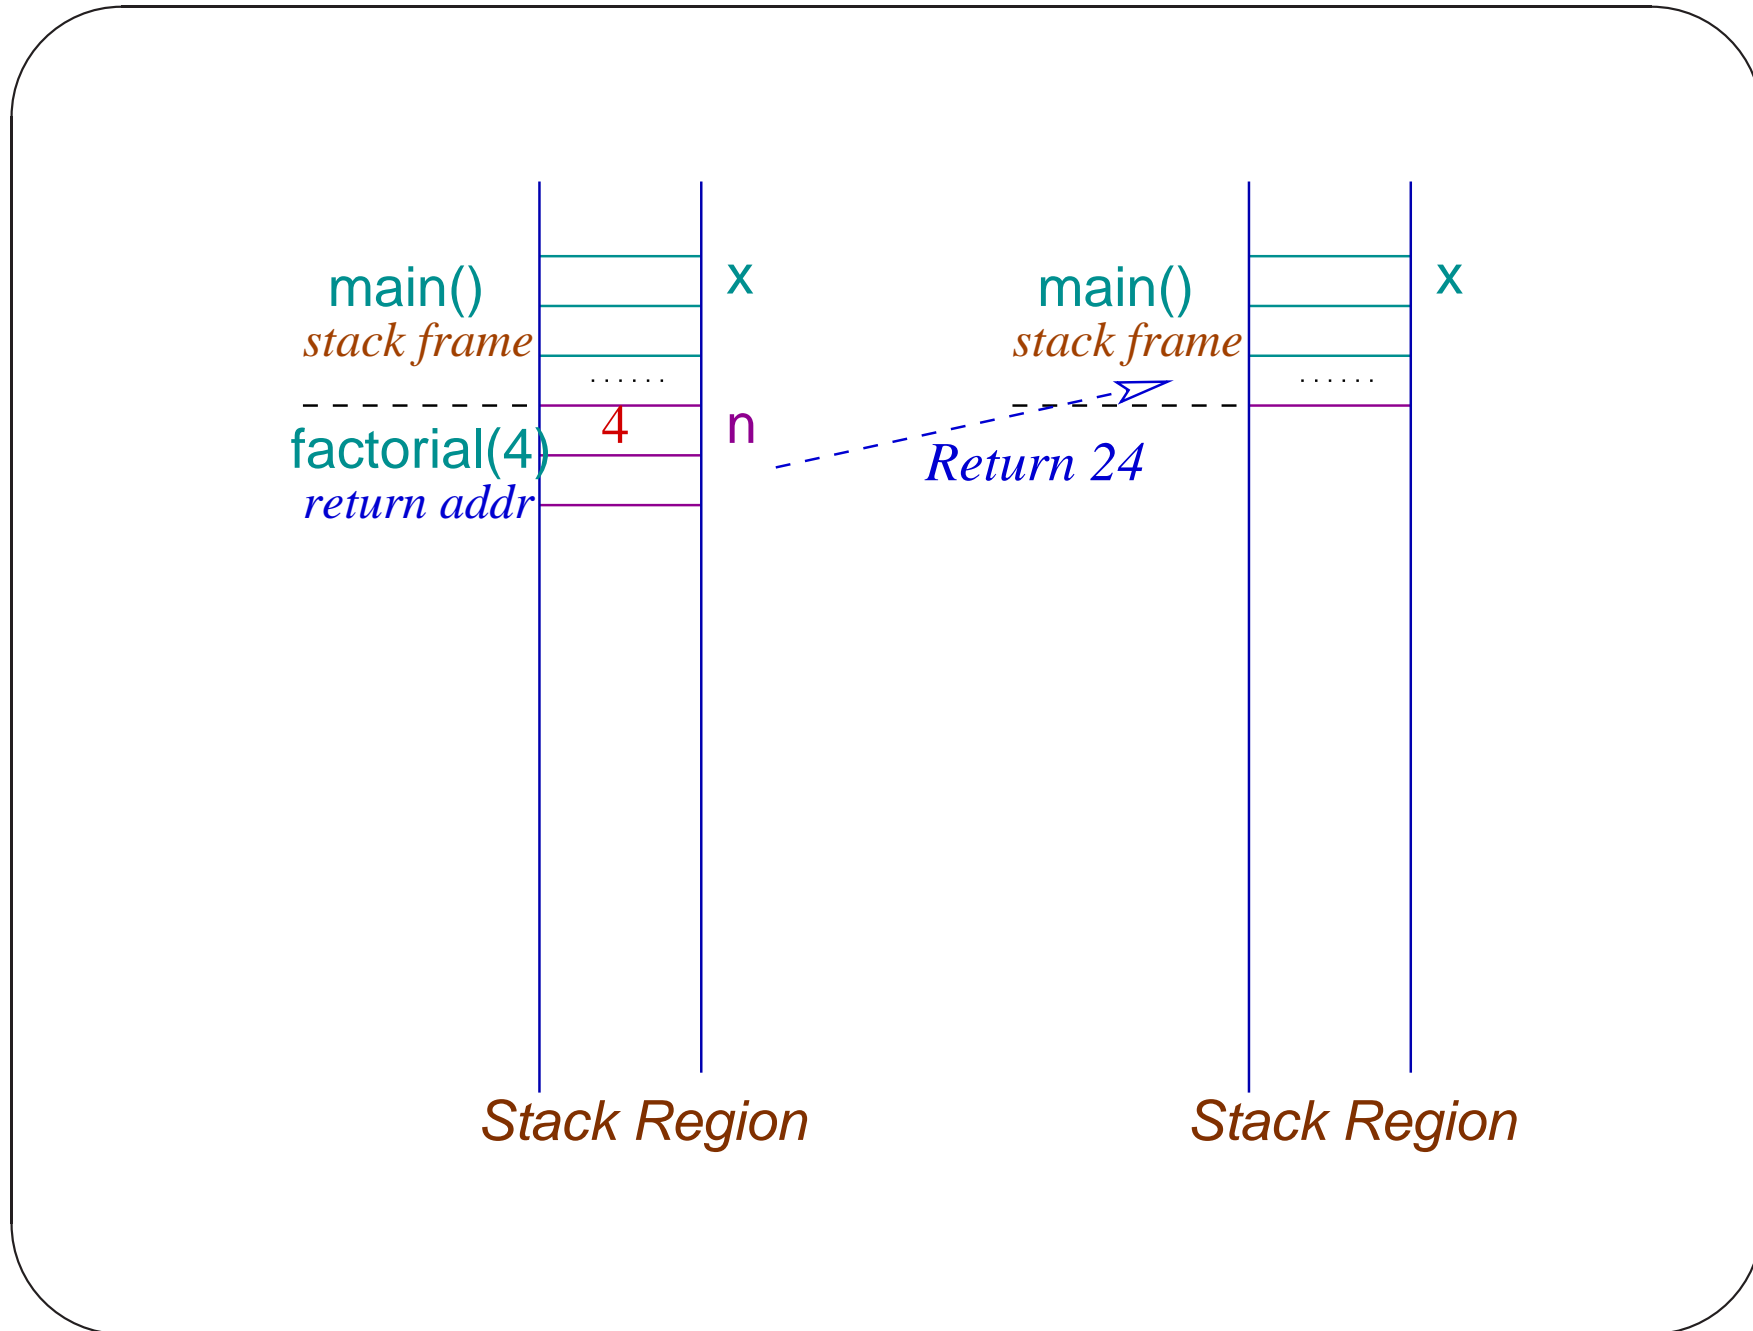 main()
x
stack frame
......
4
n
factorial(4)
return addr
Return 24
main()
x
stack frame
......
Stack Region
Stack Region